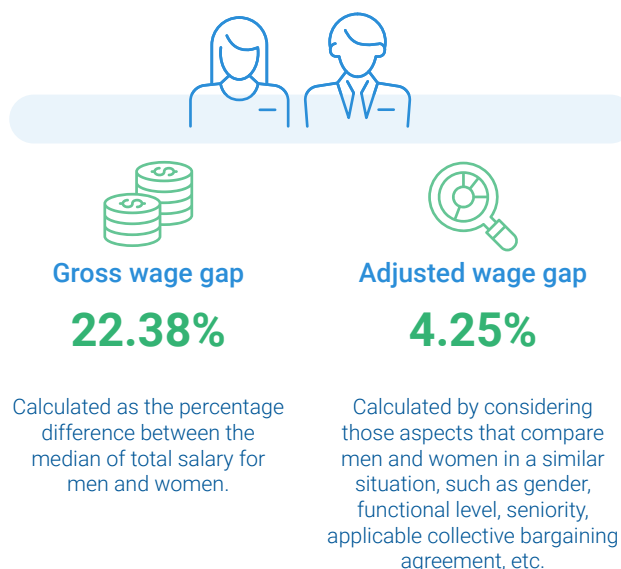 Gross wage gap
22.38%
Calculated as the percentage
difference between the
median of total salary for
men and women.
Adjusted wage gap
4.25%
Calculated by considering
those aspects that compare
men and women in a similar
situation, such as gender,
functional level, seniority,
applicable collective bargaining
agreement, etc.